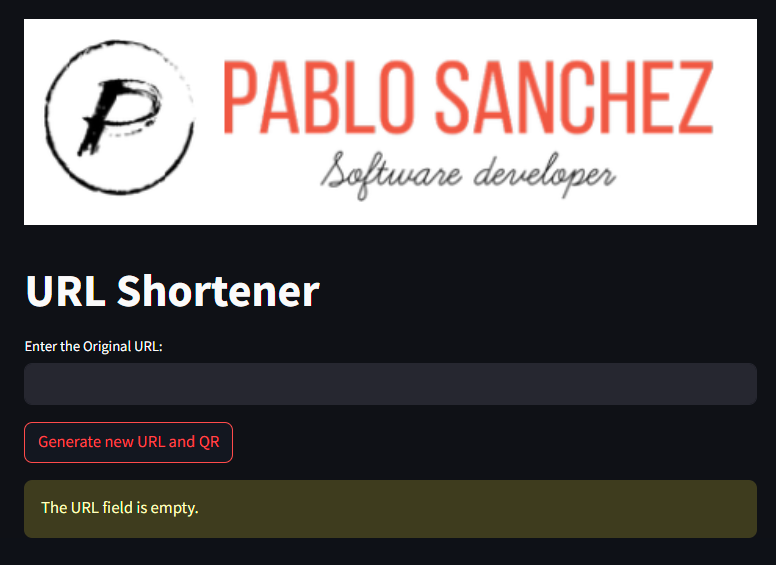 P
PABLO SANCHEZ
Software developer
URL Shortener
Enter the Original URL:
Generate new URL and QR
The URL field is empty.